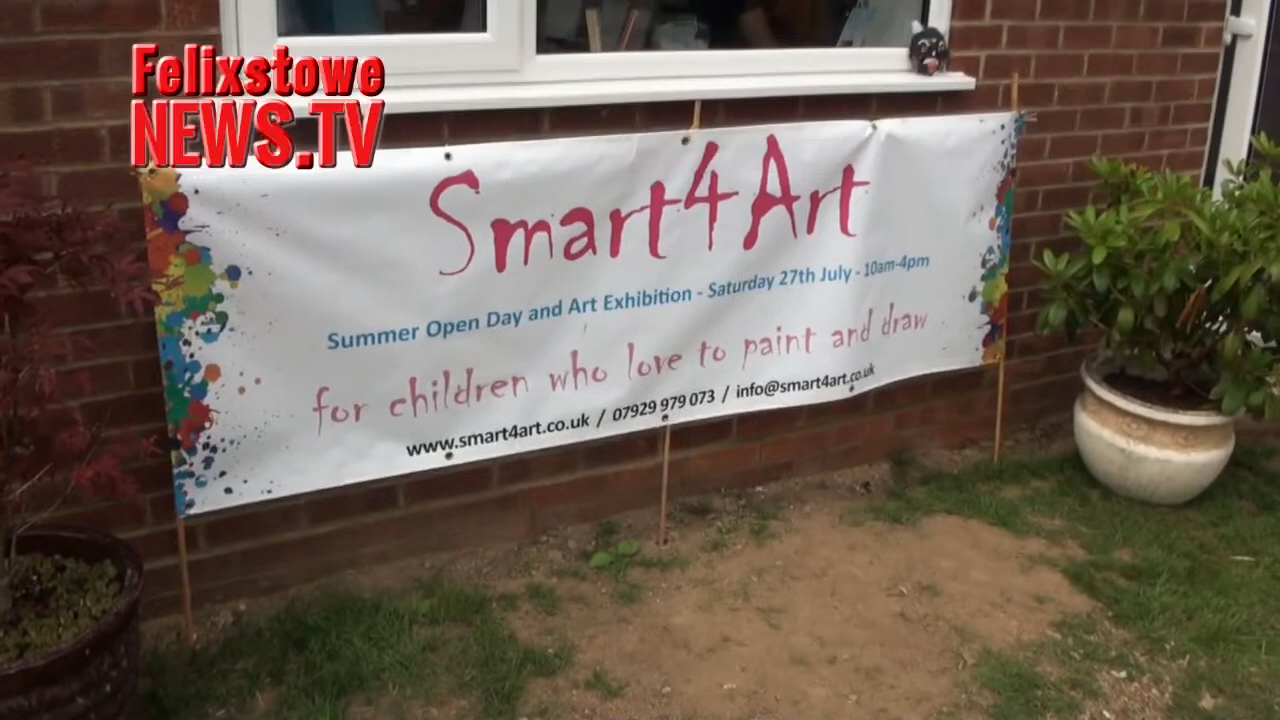 Felixstowe
NEWS.TV
Smart4Art
Summer Open Day and Art Exhibition - Saturday 27th July - 10am-4pm
for children who love to paint and draw
www.smart4art.co.uk / 07929 979 073 / info@smart4art.co.uk